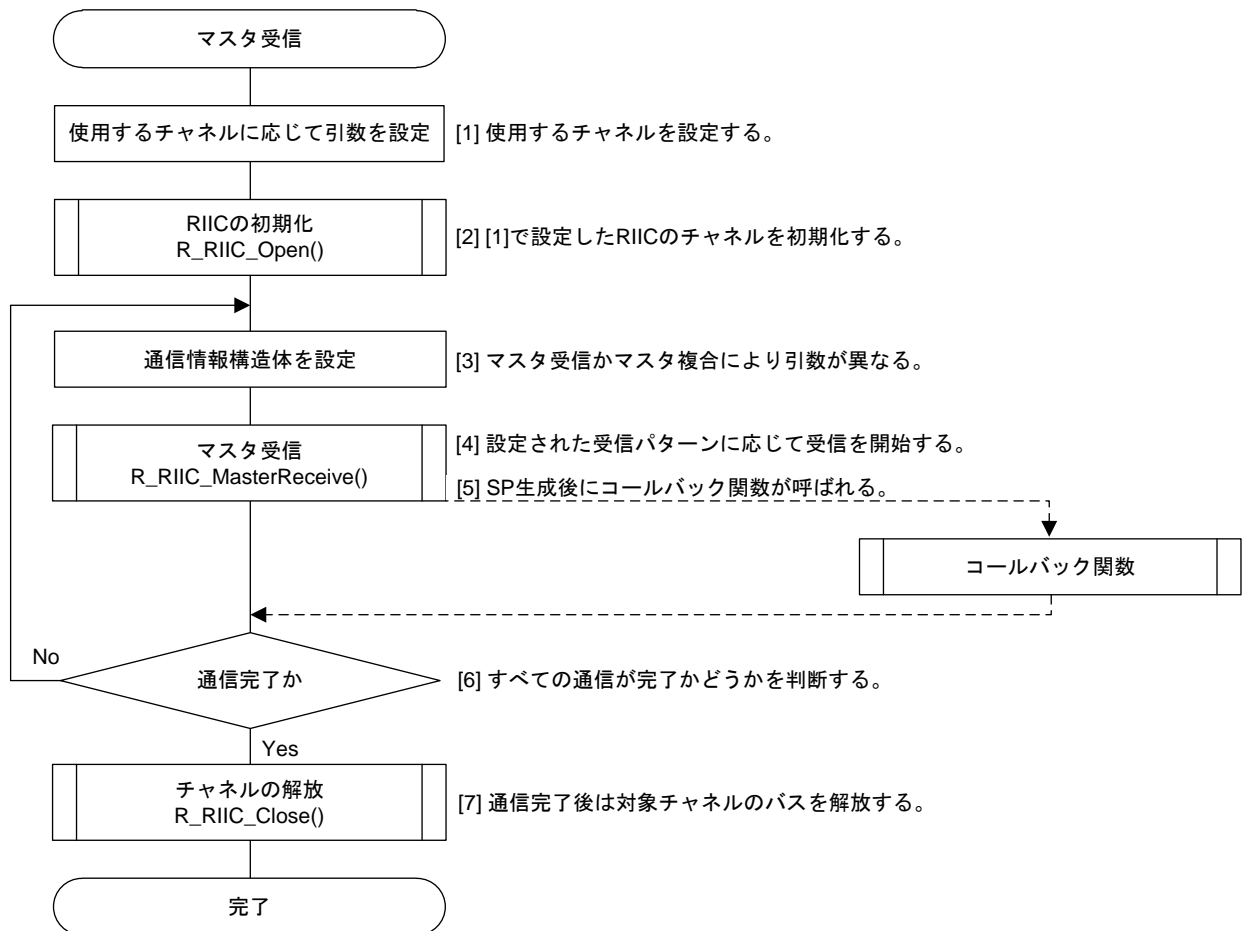 マスタ受信
使用するチャネルに応じて引数を設定
[1] 使用するチャネルを設定する。
RIICの初期化
R_RIIC_Open()
[2] [1]で設定したRIICのチャネルを初期化する。
通信情報構造体を設定
[3] マスタ受信かマスタ複合により引数が異なる。
マスタ受信
R_RIIC_MasterReceive()
[4] 設定された受信パターンに応じて受信を開始する。
[5] SP生成後にコールバック関数が呼ばれる。
コールバック関数
No
通信完了か
[6] すべての通信が完了かどうかを判断する。
Yes
チャネルの解放
R_RIIC_Close()
[7] 通信完了後は対象チャネルのバスを解放する。
完了